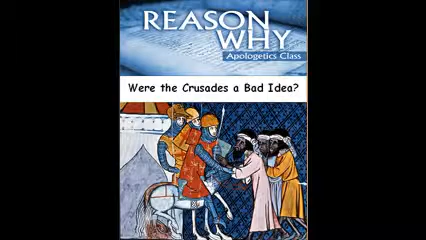 REASON
WHY
Apologetics Class
Were the Crusades a Bad Idea?